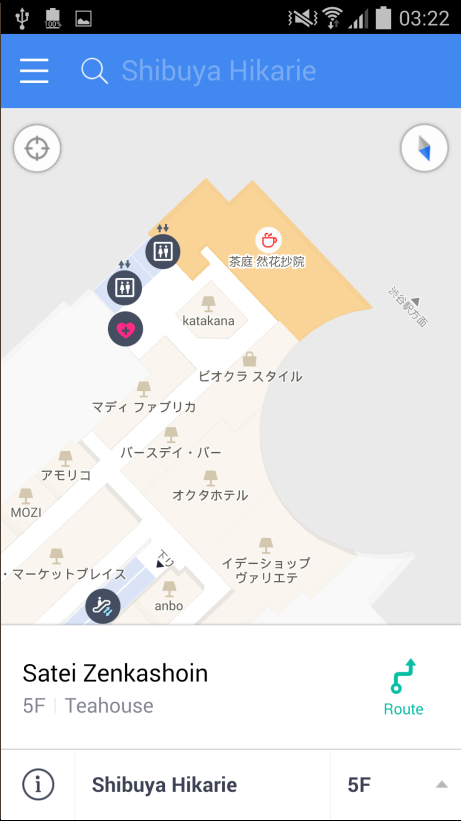 100%
03:22
Shibuya Hikarie
茶庭 然花抄院
渋谷駅方面
katakana
ビオクラ スタイル
マディ ファブリカ
バースデイ・バー
アモリコ
オクタホテル
MOZI
下り
イデーショップ
ヴァリエテ
・マーケットプレイス
anbo
Satei Zenkashoin
5F | Teahouse
Route
Shibuya Hikarie
5F